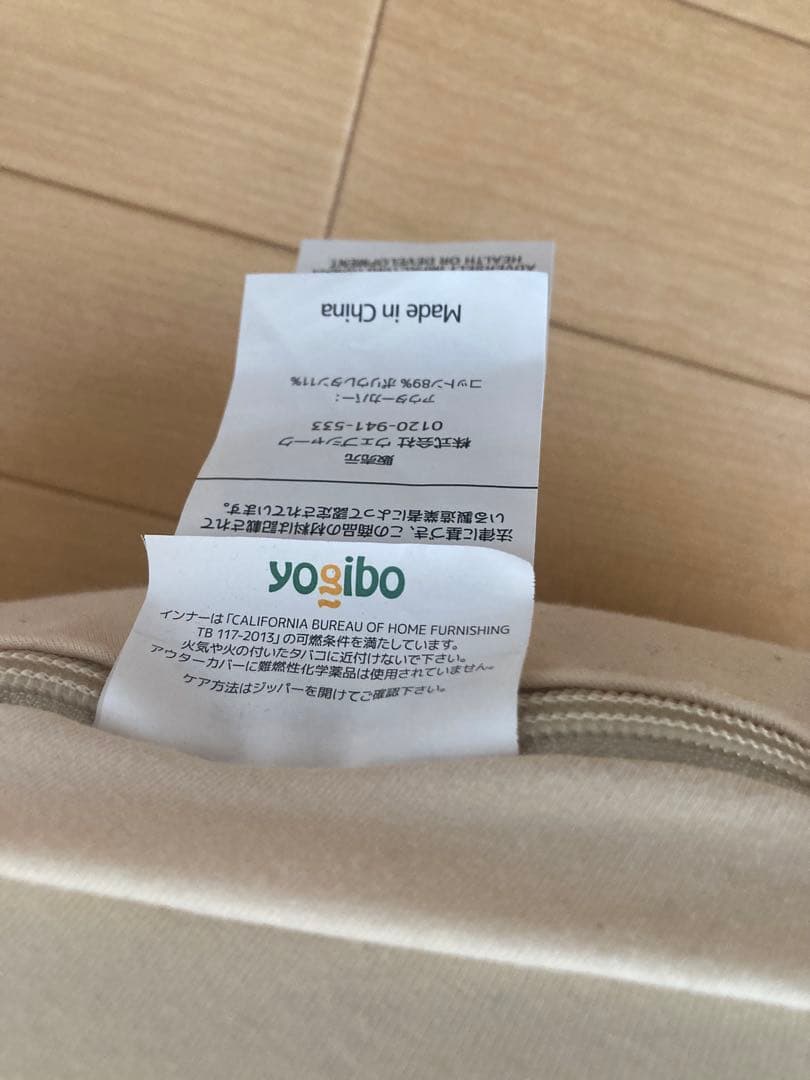 yogibo
インナーは「CALIFORNIA BUREAU OF HOME FURNISHING
TB 117-2013」の可燃条件を満たしています。
火気や火の付いたタバコに近付けないで下さい。
アウターカバーに難燃性化学薬品は使用されていません。
ケア方法はジッパーを開けてご確認下さい。
法律に基づき、この商品の材料は記載されて
いる製造業者によって認定されています。
販売元
株式会社 ウェブシャーク
0120-941-533
アウターカバー：
コットン89% ポリウレタン11%
Made in China
ADVERSELY
HEALTH OR DEVELOPMENT